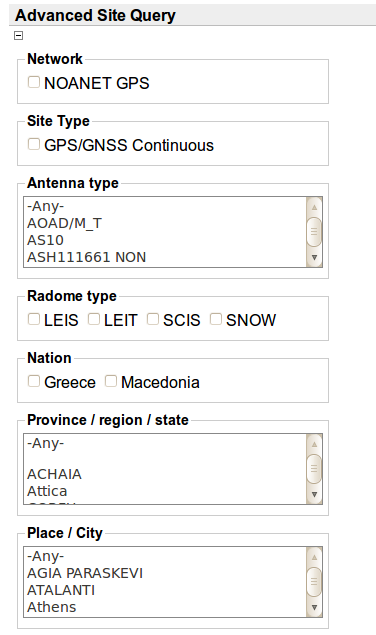 Advanced Site Query
Network
NOANET GPS
Site Type
GPS/GNSS Continuous
Antenna type
-Any-
AOAD/M_T
AS10
ASH111661 NON
Radome type
LEIS LEIT SCIS SNOW
Nation
Greece Macedonia
Province / region / state
-Any-
ACHAIA
Attica
Place / City
-Any-
AGIA PARASKEVI
ATALANTI
Athens